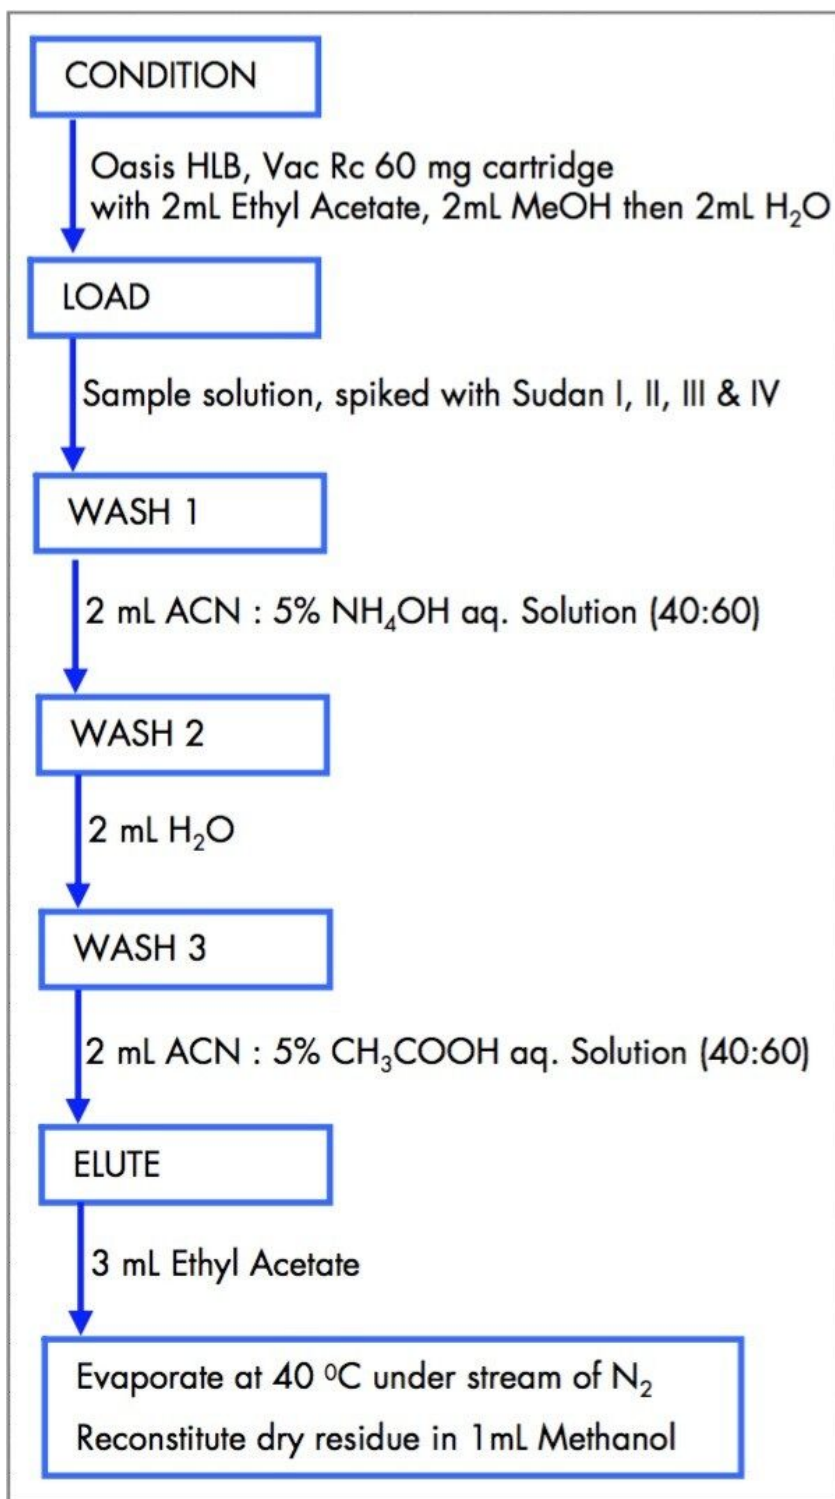 CONDITION
Oasis HLB, Vac Rc 60 mg cartridge
with 2mL Ethyl Acetate, 2mL MeOH then 2mL H₂O
LOAD
Sample solution, spiked with Sudan I, II, III & IV
WASH 1
2 mL ACN : 5% NH₄OH aq. Solution (40:60)
WASH 2
2 mL H₂O
WASH 3
2 mL ACN : 5% CH₃COOH aq. Solution (40:60)
ELUTE
3 mL Ethyl Acetate
Evaporate at 40 ⁰C under stream of N₂
Reconstitute dry residue in 1mL Methanol